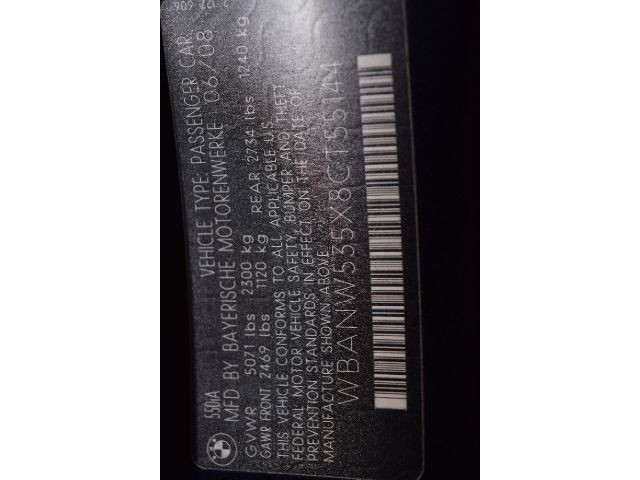 550iA VEHICLE TYPE: PASSENGER CAR
BMW
MFD BY BAYERISCHE MOTORENWERKE 06/08
GVWR 5071 lbs 2300 kg
GAWR FRONT 2469 lbs 1120 kg REAR 2734 lbs 1240 kg
THIS VEHICLE CONFORMS TO ALL APPLICABLE U.S.
FEDERAL MOTOR VEHICLE SAFETY, BUMPER AND THEFT
PREVENTION STANDARDS IN EFFECT ON THE DATE OF
MANUFACTURE SHOWN ABOVE
WBANW535X8CT55144